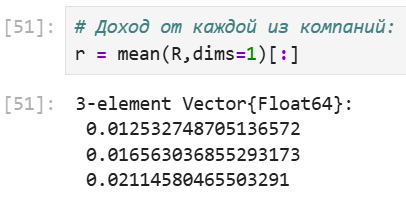 [51]: # Доход от каждой из компаний:
r = mean(R,dims=1)[:]
[51]: 3-element Vector{Float64}:
0.012532748705136572
0.016563036855293173
0.02114580465503291